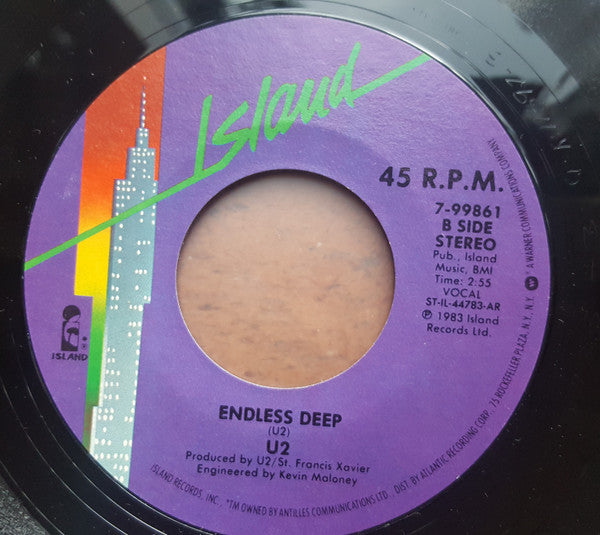 Island
45 R.P.M.
7-99861
B SIDE
STEREO
Pub., Island
Music, BMI
Time: 2:55
VOCAL
ST-IL-44783-AR
℗ 1983 Island
Records Ltd.
ISLAND
ENDLESS DEEP
(U2)
U2
Produced by U2/St. Francis Xavier
Engineered by Kevin Maloney
ISLAND RECORDS, INC., *TM OWNED BY ANTILLES COMMUNICATIONS LTD. DIST. BY ATLANTIC RECORDING CORP., 75 ROCKEFELLER PLAZA, N.Y., N.Y. A WARNER COMMUNICATIONS COMPANY